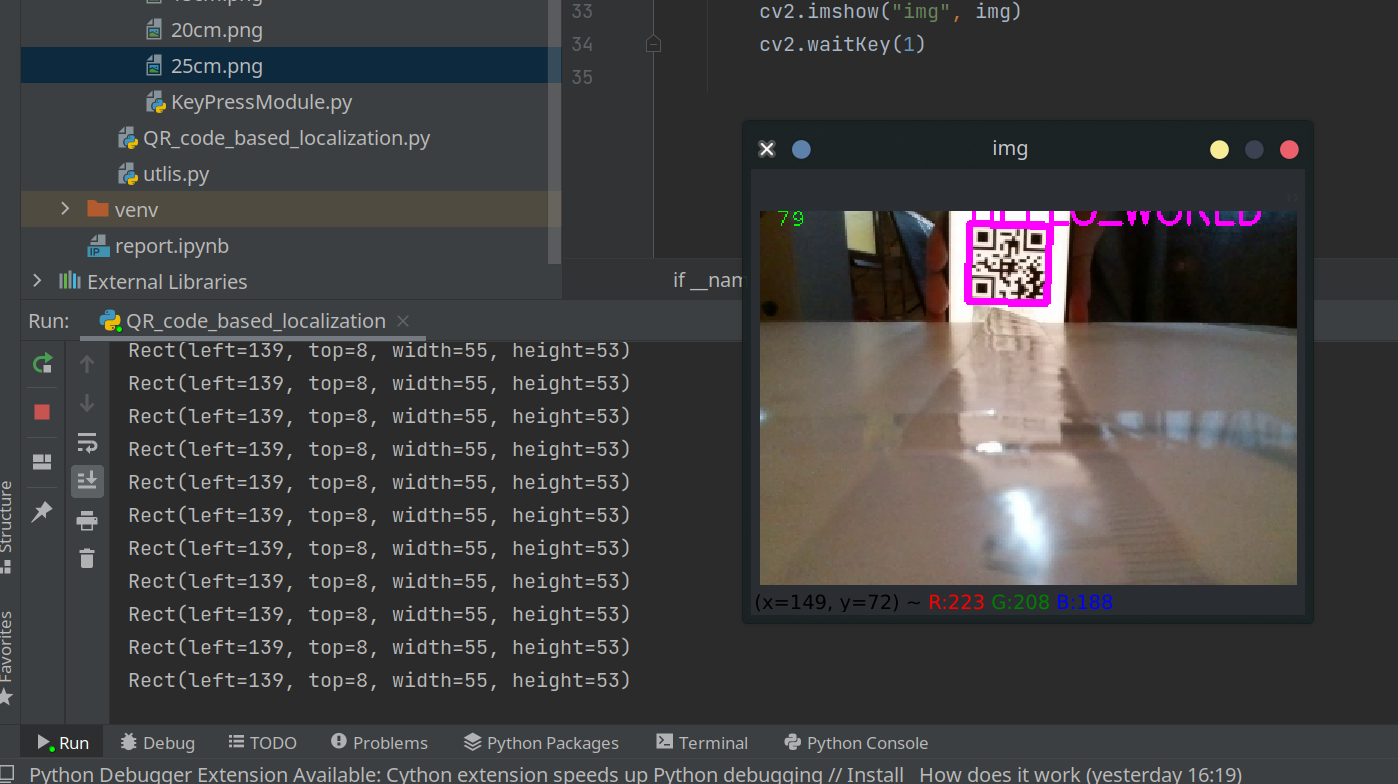 20cm.png
25cm.png
KeyPressModule.py
QR_code_based_localization.py
utlis.py
venv
report.ipynb
External Libraries
33 cv2.imshow("img", img)
34 cv2.waitKey(1)
35
if __nam
img
79
HELLO_WORLD
(x=149, y=72) ~ R:223 G:208 B:188
Run: QR_code_based_localization
Rect(left=139, top=8, width=55, height=53)
Rect(left=139, top=8, width=55, height=53)
Rect(left=139, top=8, width=55, height=53)
Rect(left=139, top=8, width=55, height=53)
Rect(left=139, top=8, width=55, height=53)
Rect(left=139, top=8, width=55, height=53)
Rect(left=139, top=8, width=55, height=53)
Rect(left=139, top=8, width=55, height=53)
Rect(left=139, top=8, width=55, height=53)
Rect(left=139, top=8, width=55, height=53)
Rect(left=139, top=8, width=55, height=53)
Structure
Favorites
Run Debug TODO Problems Python Packages Terminal Python Console
Python Debugger Extension Available: Cython extension speeds up Python debugging // Install How does it work (yesterday 16:19)